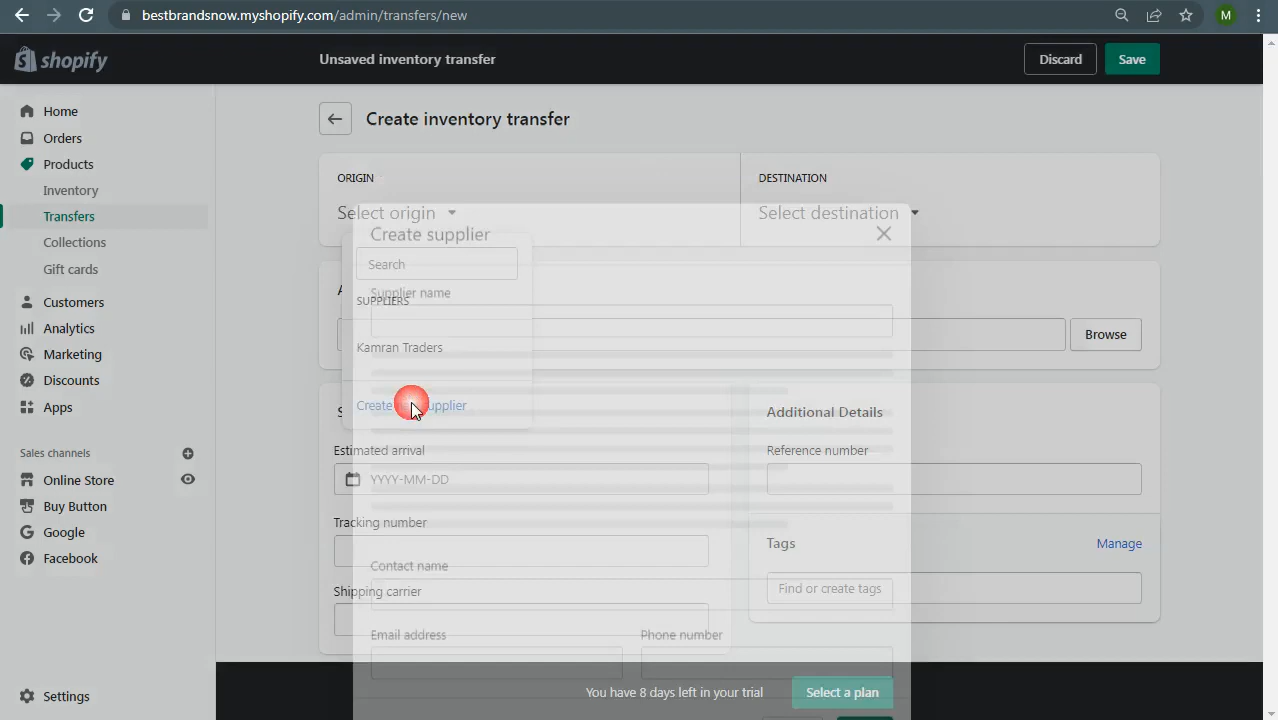 bestbrandsnow.myshopify.com/admin/transfers/new
M
shopify
Unsaved inventory transfer
Discard
Save
Home
Orders
Products
Inventory
Transfers
Collections
Gift cards
Customers
Analytics
Marketing
Discounts
Apps
Sales channels
Online Store
Buy Button
Google
Facebook
Settings
Create inventory transfer
ORIGIN
DESTINATION
Select origin
Select destination
Create supplier
Search
Supplier name
SUPPLIERS
Browse
Kamran Traders
Create supplier
Additional Details
Estimated arrival
Reference number
YYYY-MM-DD
Tracking number
Tags
Manage
Contact name
Find or create tags
Shipping carrier
Email address
Phone number
You have 8 days left in your trial
Select a plan